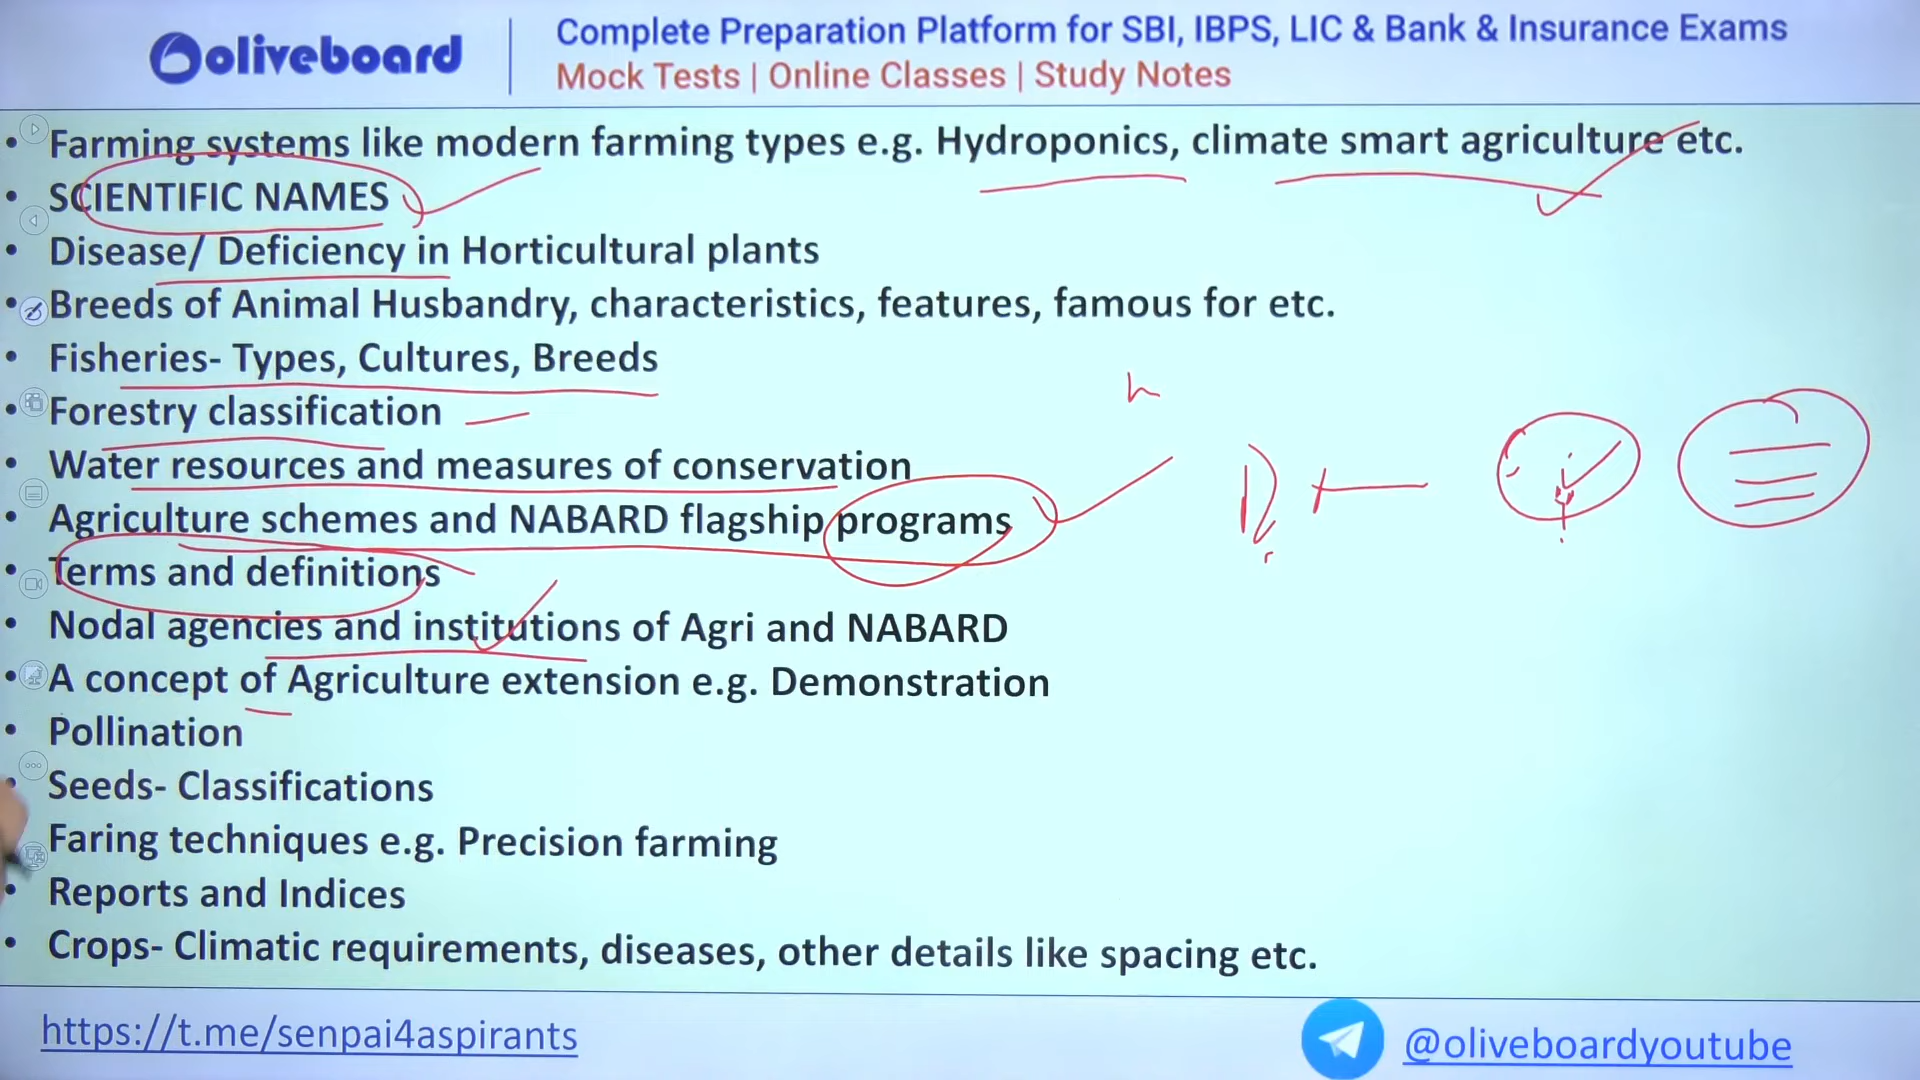 oliveboard
Complete Preparation Platform for SBI, IBPS, LIC & Bank & Insurance Exams
Mock Tests | Online Classes | Study Notes
• Farming systems like modern farming types e.g. Hydroponics, climate smart agriculture etc.
• SCIENTIFIC NAMES
• Disease/ Deficiency in Horticultural plants
• Breeds of Animal Husbandry, characteristics, features, famous for etc.
• Fisheries- Types, Cultures, Breeds
• Forestry classification
• Water resources and measures of conservation
• Agriculture schemes and NABARD flagship programs
• Terms and definitions
• Nodal agencies and institutions of Agri and NABARD
• A concept of Agriculture extension e.g. Demonstration
• Pollination
• Seeds- Classifications
Faring techniques e.g. Precision farming
• Reports and Indices
• Crops- Climatic requirements, diseases, other details like spacing etc.
https://t.me/senpai4aspirants
@oliveboardyoutube